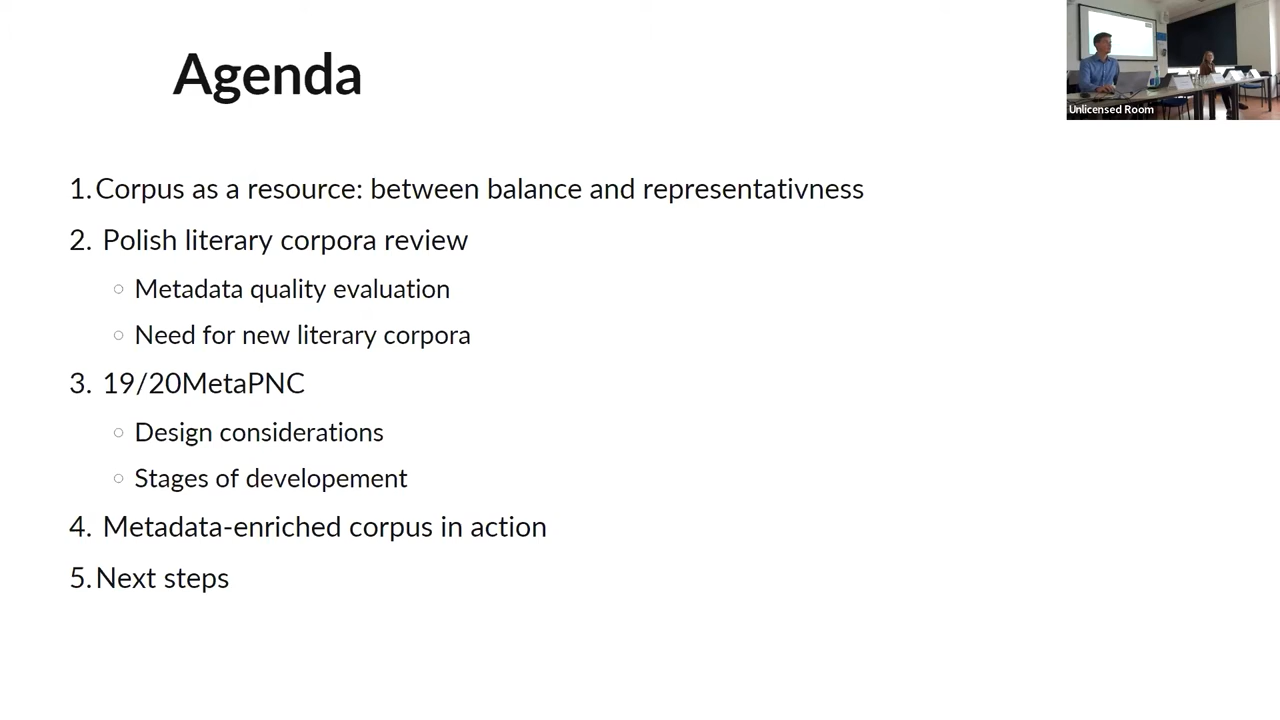 Agenda
Unlicensed Room
1. Corpus as a resource: between balance and representativness
2. Polish literary corpora review
○ Metadata quality evaluation
○ Need for new literary corpora
3. 19/20MetaPNC
○ Design considerations
○ Stages of developement
4. Metadata-enriched corpus in action
5. Next steps